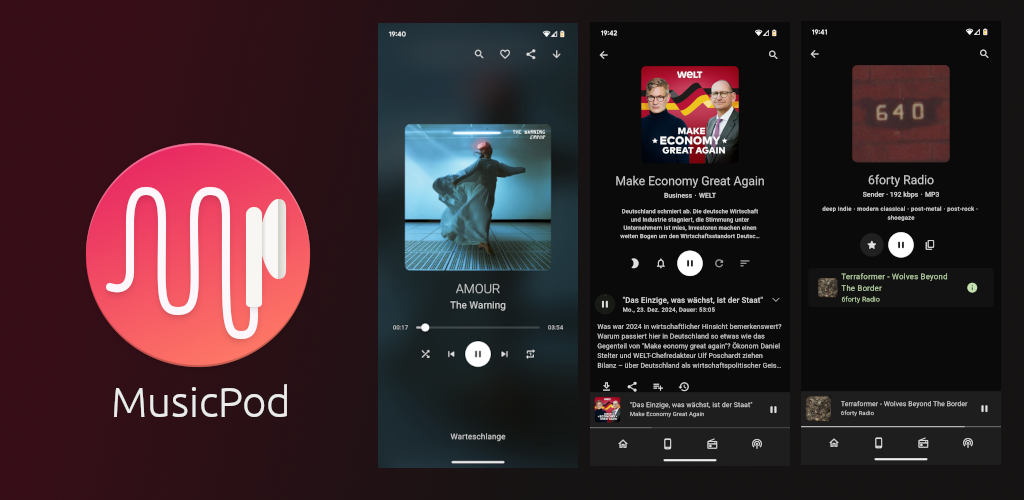 MusicPod
19:40
THE WARNING
ERROR
AMOUR
The Warning
00:17
03:54
Warteschlange
19:42
WELT
MAKE
ECONOMY
GREAT AGAIN
Make Economy Great Again
Business · WELT
Deutschland schmiert ab. Die deutsche Wirtschaft
und Industrie stagniert, die Stimmung unter
Unternehmern ist mies, Investoren machen einen
weiten Bogen um den Wirtschaftsstandort Deutsc...
"Das Einzige, was wächst, ist der Staat"
Mo., 23. Dez. 2024, Dauer: 53:05
Was war 2024 in wirtschaftlicher Hinsicht bemerkenswert?
Warum passiert hier in Deutschland so etwas wie das
Gegenteil von "Make eonomy great again"? Ökonom Daniel
Stelter und WELT-Chefredakteur Ulf Poschardt ziehen
Bilanz – über Deutschland als wirtschaftspolitischer Geis...
"Das Einzige, was wächst, ist der Staat"
Make Economy Great Again
19:41
640
6forty Radio
Sender · 192 kbps · MP3
deep indie · modern classical · post-metal · post-rock ·
shoegaze
Terraformer - Wolves Beyond
The Border
6forty Radio
Terraformer - Wolves Beyond The Border
6forty Radio